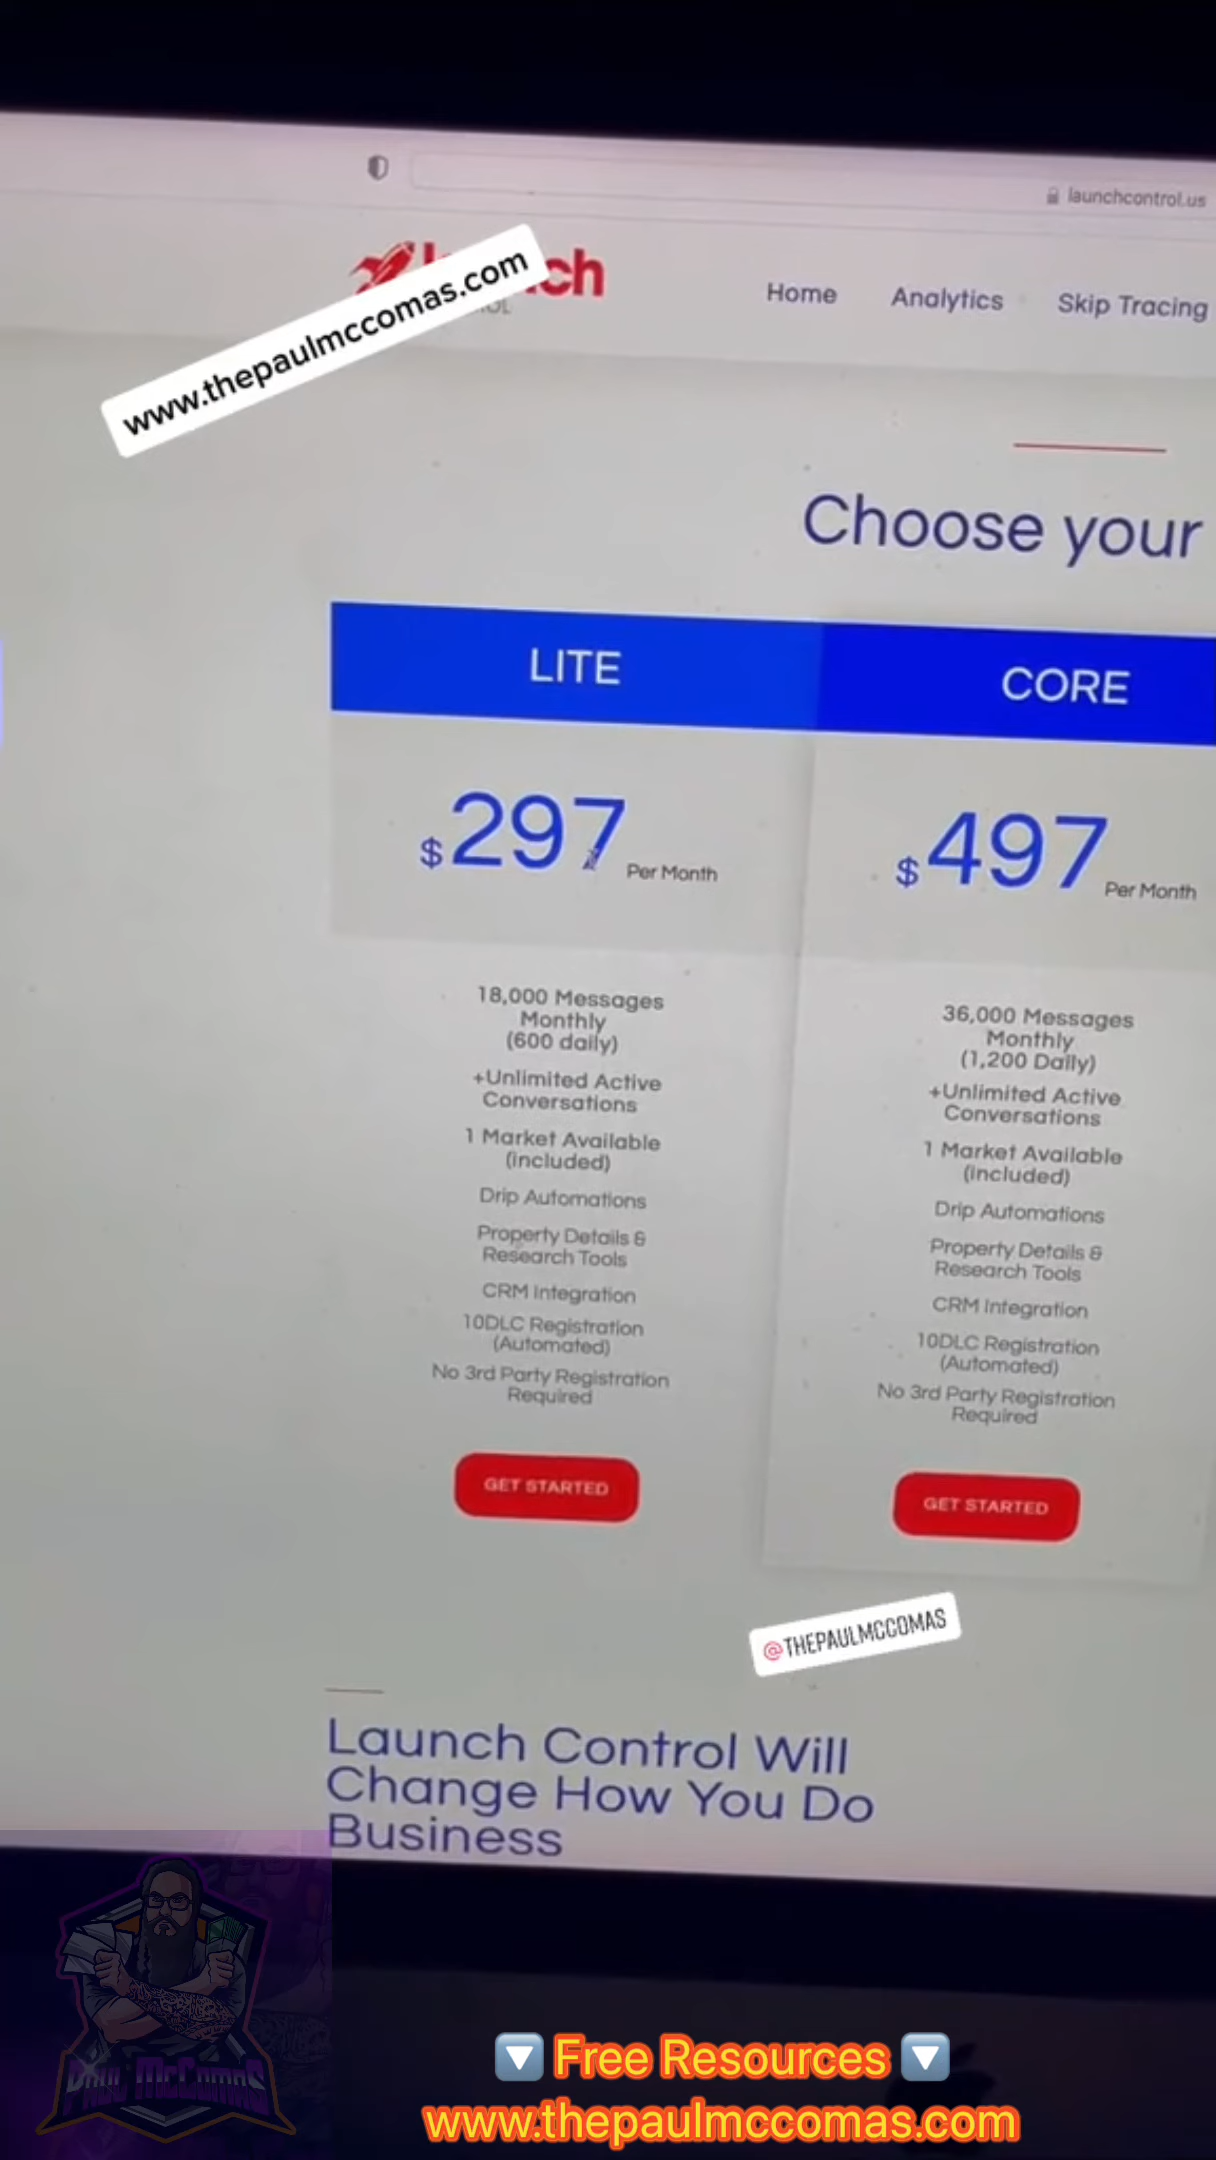 launchcontrol.us
ch
www.thepaulmccomas.com
Home Analytics Skip Tracing
Choose your
LITE
$297 Per Month
18,000 Messages
Monthly
(600 daily)
+Unlimited Active
Conversations
1 Market Available
(included)
Drip Automations
Property Details &
Research Tools
CRM Integration
10DLC Registration
(Automated)
No 3rd Party Registration
Required
GET STARTED
CORE
$497 Per Month
36,000 Messages
Monthly
(1,200 Daily)
+Unlimited Active
Conversations
1 Market Available
(included)
Drip Automations
Property Details &
Research Tools
CRM Integration
10DLC Registration
(Automated)
No 3rd Party Registration
Required
GET STARTED
@THEPAULMCCOMAS
Launch Control Will
Change How You Do
Business
PAUL MCCOMAS
Free Resources
www.thepaulmccomas.com